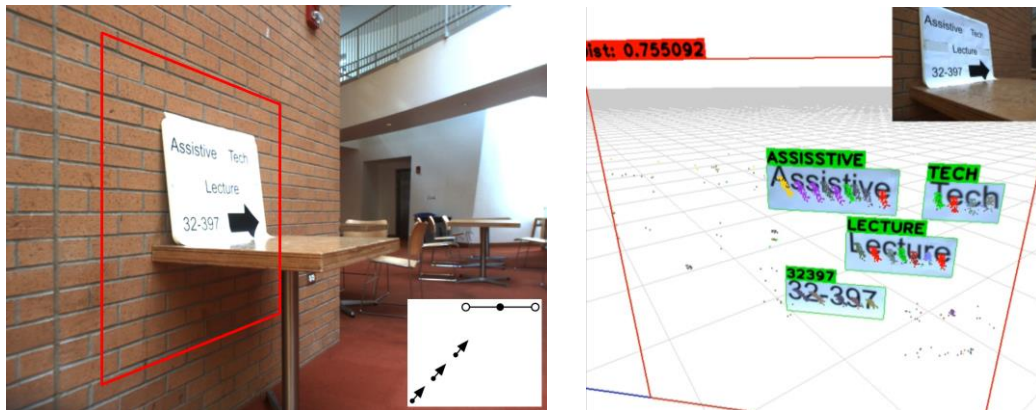 Assistive Tech
Lecture
32-397
Dist: 0.755092
Assistive Tech
Lecture
32-397
ASSISSTIVE
Assistive
TECH
Tech
LECTURE
Lecture
32397
32-397